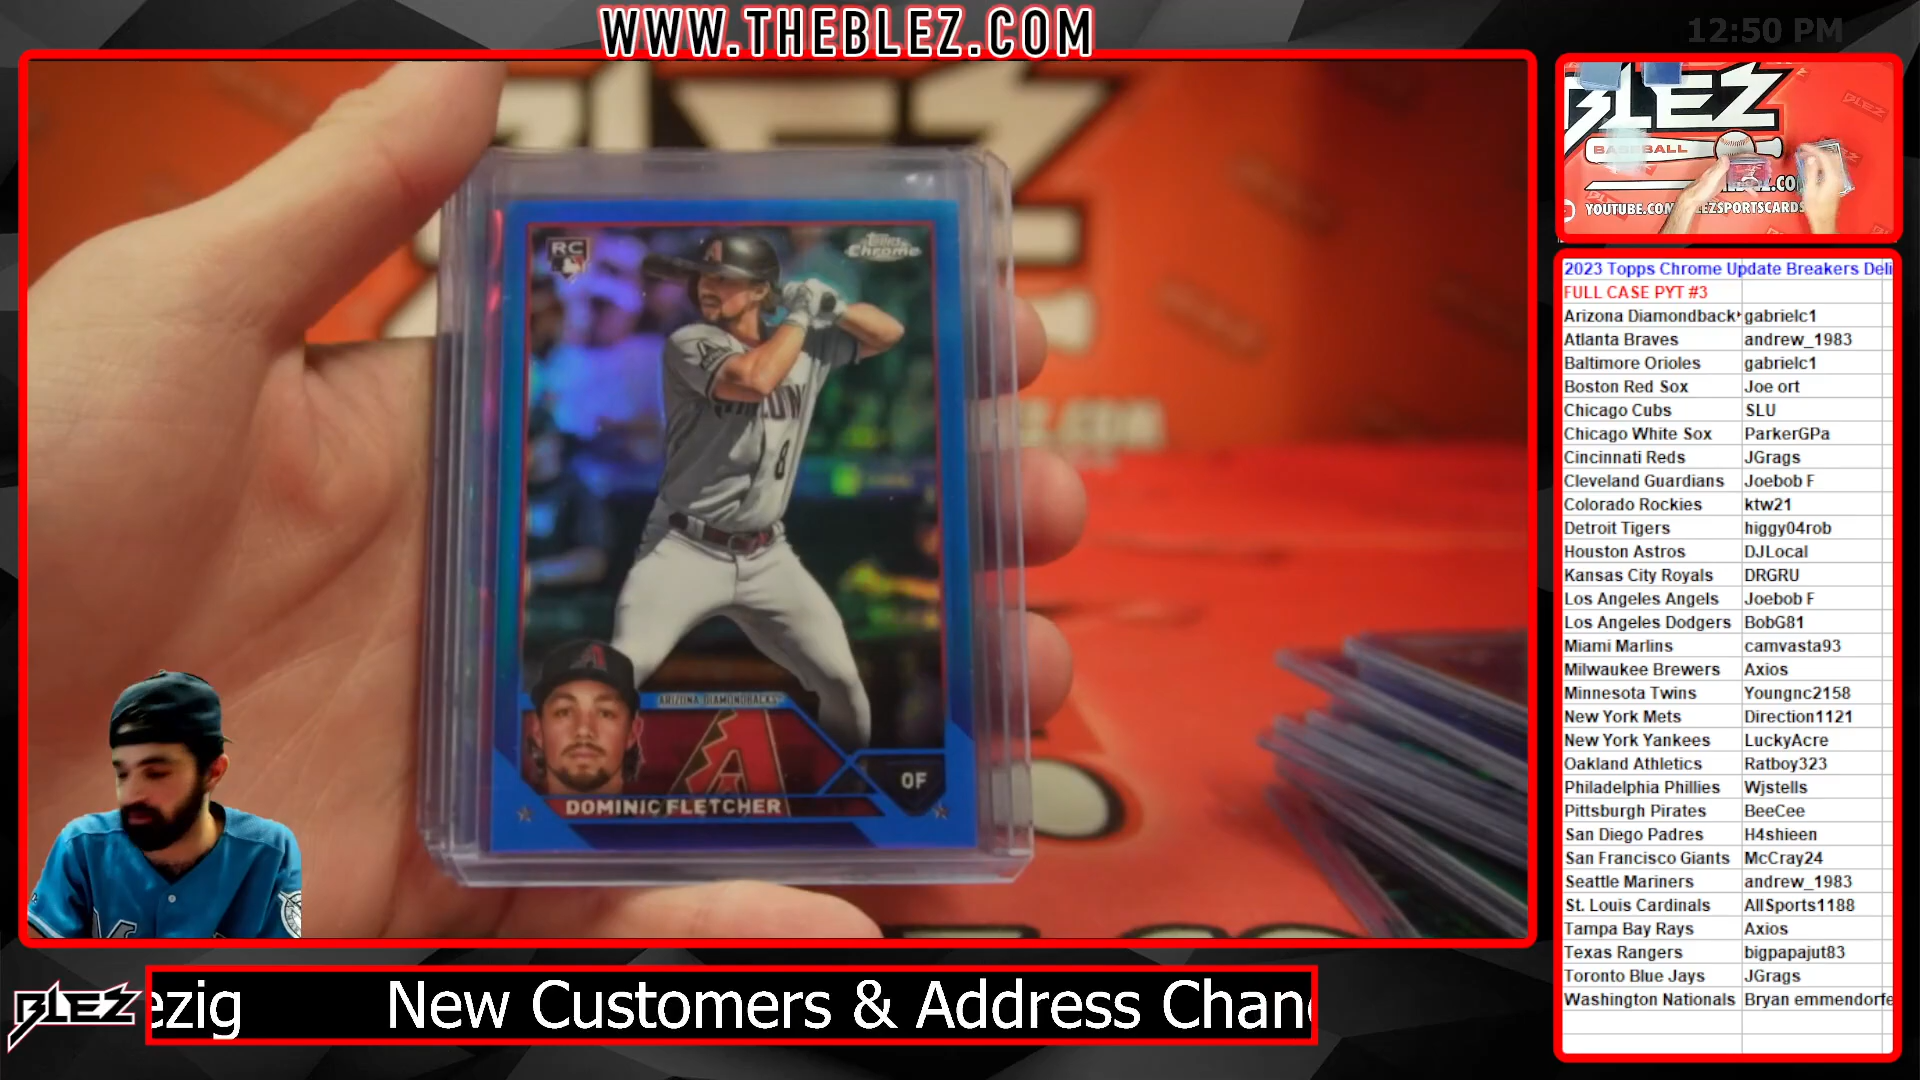 WWW.THEBLEZ.COM
12:50 PM
BLEZ
BASEBALL
YOUTUBE.COM
RC
Topps
Chrome
8
ARIZONA DIAMONDBACKS
OF
DOMINIC FLETCHER
2023 Topps Chrome Update Breakers Deli
FULL CASE PYT #3
Arizona Diamondback gabrielc1
Atlanta Braves andrew_1983
Baltimore Orioles gabrielc1
Boston Red Sox Joe ort
Chicago Cubs SLU
Chicago White Sox ParkerGPa
Cincinnati Reds JGrags
Cleveland Guardians Joebob F
Colorado Rockies ktw21
Detroit Tigers higgy04rob
Houston Astros DJLocal
Kansas City Royals DRGRU
Los Angeles Angels Joebob F
Los Angeles Dodgers BobG81
Miami Marlins camvasta93
Milwaukee Brewers Axios
Minnesota Twins Youngnc2158
New York Mets Direction1121
New York Yankees LuckyAcre
Oakland Athletics Ratboy323
Philadelphia Phillies Wjstells
Pittsburgh Pirates BeeCee
San Diego Padres H4shieen
San Francisco Giants McCray24
Seattle Mariners andrew_1983
St. Louis Cardinals AllSports1188
Tampa Bay Rays Axios
Texas Rangers bigpapajut83
Toronto Blue Jays JGrags
Washington Nationals Bryan emmendorfe
BLEZ
ezig New Customers & Address Chan